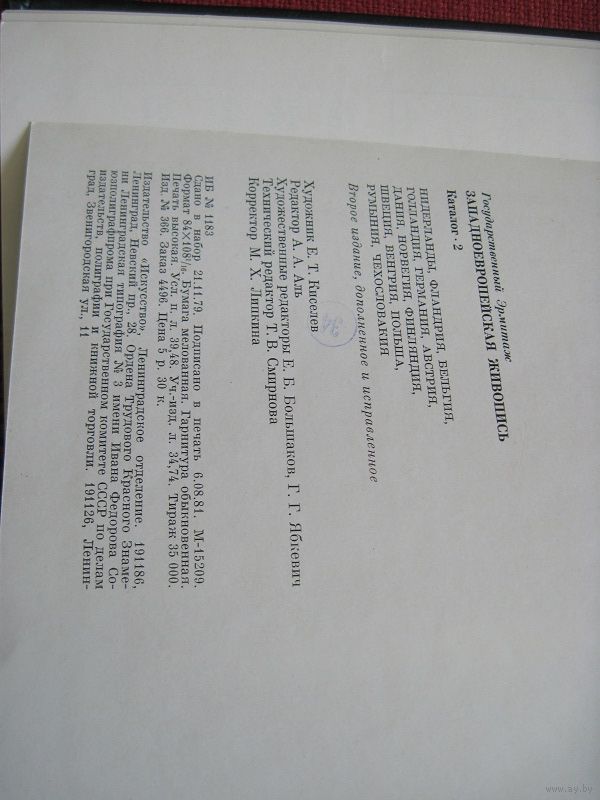 Государственный Эрмитаж
ЗАПАДНОЕВРОПЕЙСКАЯ ЖИВОПИСЬ
Каталог · 2
НИДЕРЛАНДЫ, ФЛАНДРИЯ, БЕЛЬГИЯ,
ГОЛЛАНДИЯ, ГЕРМАНИЯ, АВСТРИЯ,
ДАНИЯ, НОРВЕГИЯ, ФИНЛЯНДИЯ,
ШВЕЦИЯ, ВЕНГРИЯ, ПОЛЬША,
РУМЫНИЯ, ЧЕХОСЛОВАКИЯ
Второе издание, дополненное и исправленное
Художник Е. Т. Киселев
Редактор А. А. Аль
Художественные редакторы Е. Б. Большаков, Г. Г. Ябкевич
Технический редактор Т. В. Смирнова
Корректор М. Х. Липкина
ИБ № 1183
Сдано в набор 21.11.79. Подписано в печать 6.08.81. М-15209.
Формат 84×108¹/₁₆. Бумага мелованная. Гарнитура обыкновенная.
Печать высокая. Усл. п. л. 39,48. Уч.-изд. л. 34,74. Тираж 35 000.
Изд. № 366. Заказ 4496. Цена 5 р. 30 к.
Издательство «Искусство». Ленинградское отделение. 191186,
Ленинград, Невский пр., 28. Ордена Трудового Красного Знаме-
ни Ленинградская типография № 3 имени Ивана Федорова Со-
юзполиграфпрома при Государственном комитете СССР по делам
издательств, полиграфии и книжной торговли. 191126, Ленин-
град, Звенигородская ул., 11
www.ay.by